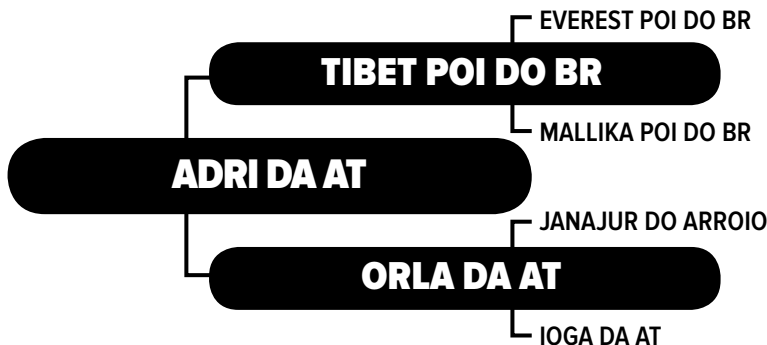 EVEREST POI DO BR
TIBET POI DO BR
MALLIKA POI DO BR
ADRI DA AT
JANAJUR DO ARROIO
ORLA DA AT
IOGA DA AT